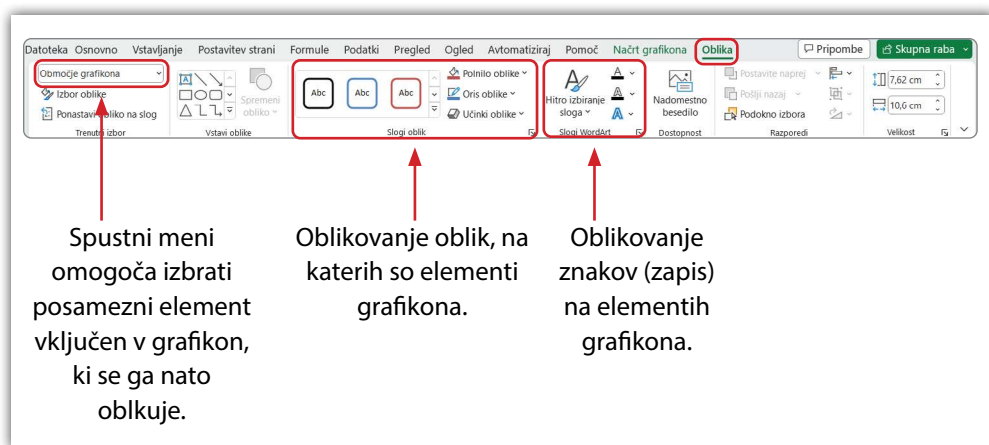 Datoteka Osnovno Vstavljanje Postavitev strani Formule Podatki Pregled Ogled Avtomatiziraj Pomoč Načrt grafikona Oblika Pripombe Skupna raba
Območje grafikona
Izbor oblike
Ponastavi obliko na slog
Trenutni izbor
Spremeni
obliko
Vstavi oblike
Abc Abc Abc
Polnilo oblike
Oris oblike
Učinki oblike
Slogi oblik
Hitro izbiranje
sloga
Slogi WordArt
Nadomestno
besedilo
Dostopnost
Postavite naprej
Pošlji nazaj
Podokno izbora
Razporedi
7,62 cm
10,6 cm
Velikost
Spustni meni
omogoča izbrati
posamezni element
vključen v grafikon,
ki se ga nato
oblkuje.
Oblikovanje oblik, na
katerih so elementi
grafikona.
Oblikovanje
znakov (zapis)
na elementih
grafikona.